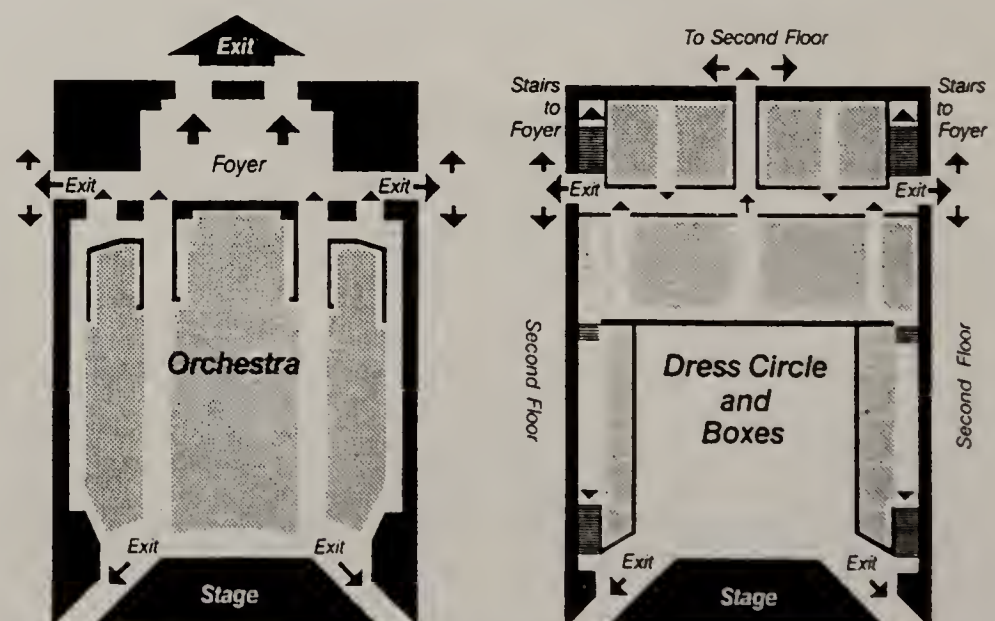 Exit
Foyer
Exit
Exit
Orchestra
Exit
Exit
Stage
To Second Floor
Stairs
to
Foyer
Stairs
to
Foyer
Exit
Exit
Second Floor
Second Floor
Dress Circle
and
Boxes
Exit
Exit
Stage